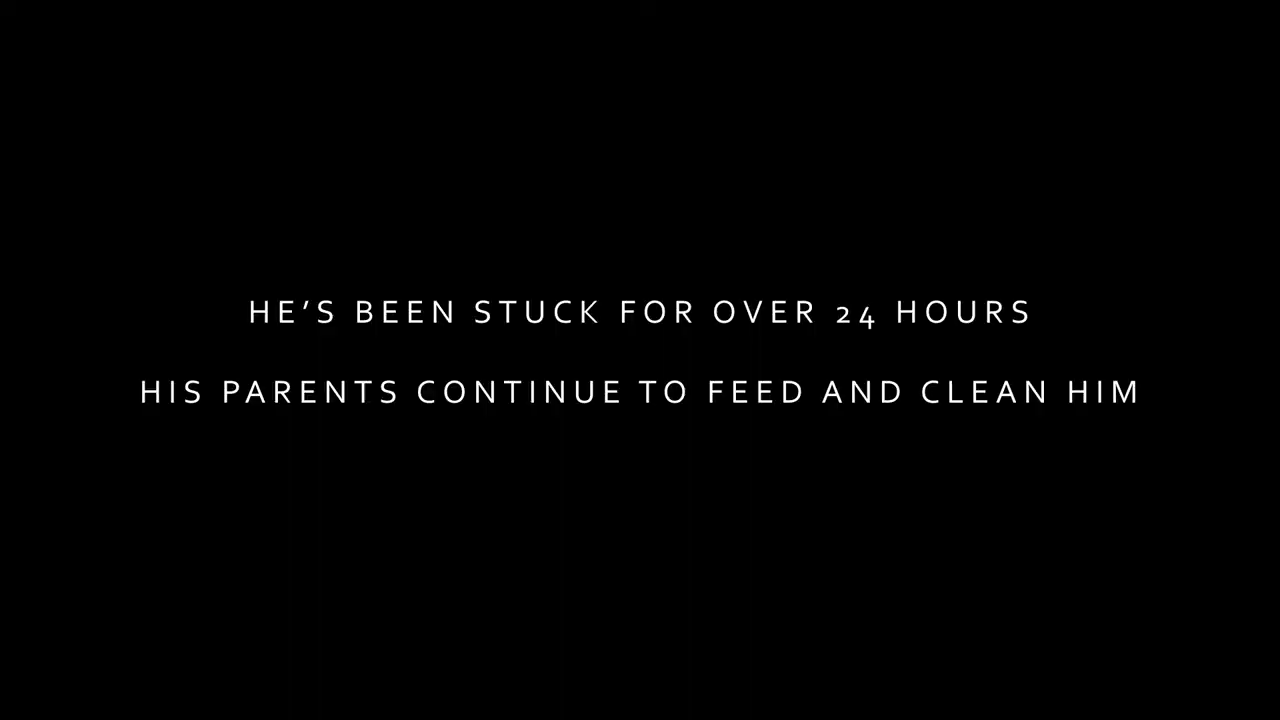 HE’S BEEN STUCK FOR OVER 24 HOURS
HIS PARENTS CONTINUE TO FEED AND CLEAN HIM